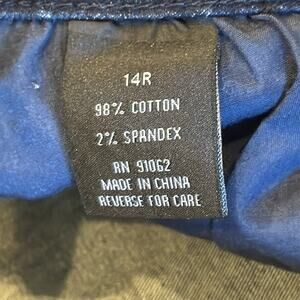 14R
98% COTTON
2% SPANDEX
RN 91062
MADE IN CHINA
REVERSE FOR CARE